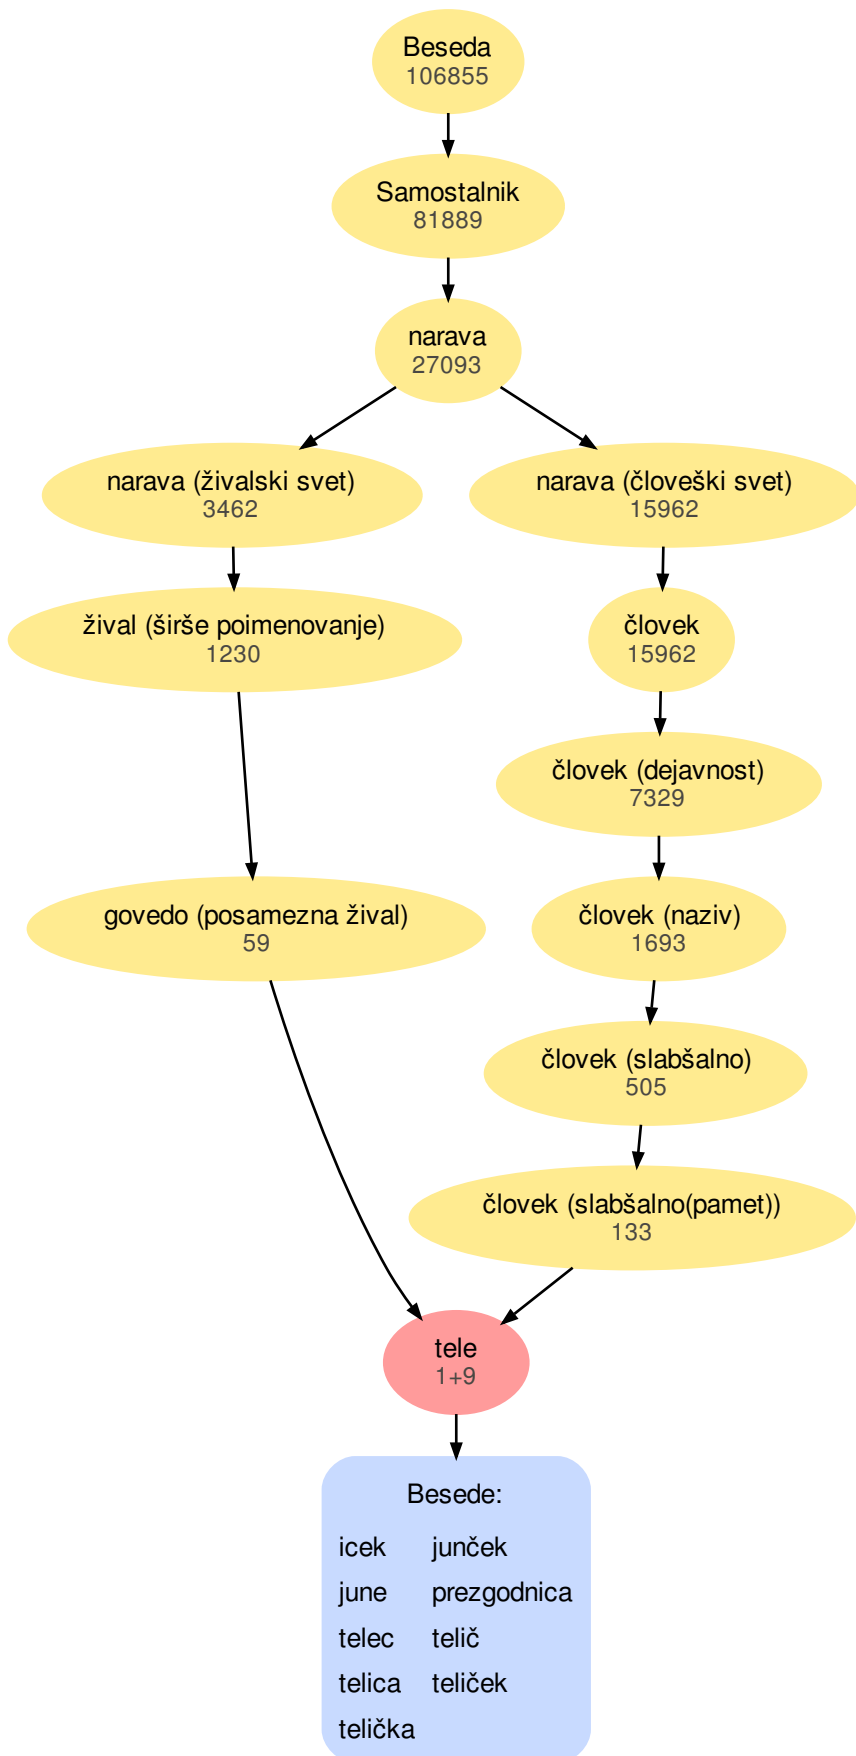 Beseda
106855
Samostalnik
81889
narava
27093
narava (živalski svet)
3462
narava (človeški svet)
15962
žival (širše poimenovanje)
1230
človek
15962
človek (dejavnost)
7329
govedo (posamezna žival)
59
človek (naziv)
1693
človek (slabšalno)
505
človek (slabšalno(pamet))
133
tele
1+9
Besede:
icek junček
june prezgodnica
telec telič
telica teliček
telička